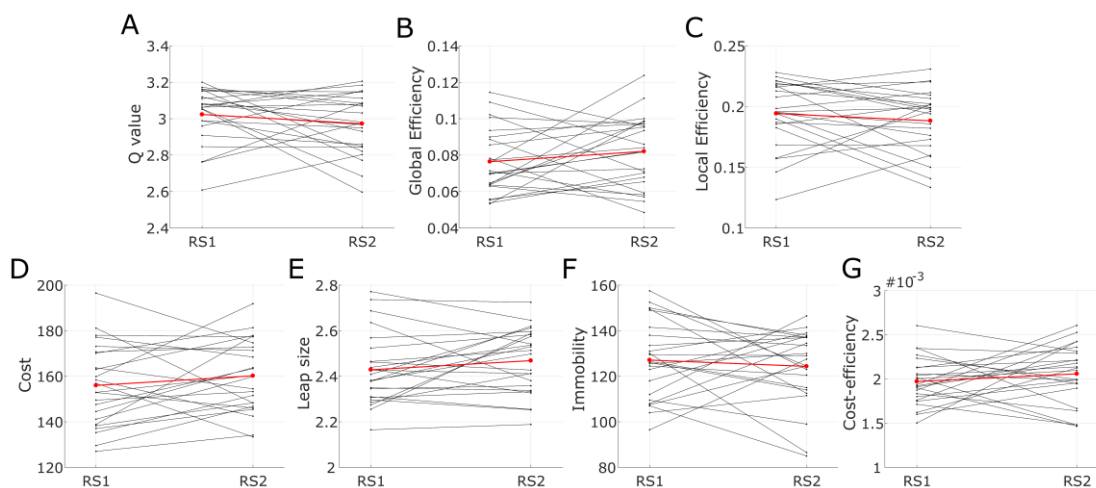 A
Q value
3.4
3.2
3
2.8
2.6
2.4
RS1
RS2
B
Global Efficiency
0.14
0.12
0.1
0.08
0.06
0.04
RS1
RS2
C
Local Efficiency
0.25
0.2
0.15
0.1
RS1
RS2
D
Cost
200
180
160
140
120
RS1
RS2
E
Leap size
2.8
2.6
2.4
2.2
2
RS1
RS2
F
Immobility
160
140
120
100
80
RS1
RS2
G
#10⁻³
Cost-efficiency
3
2
1
RS1
RS2